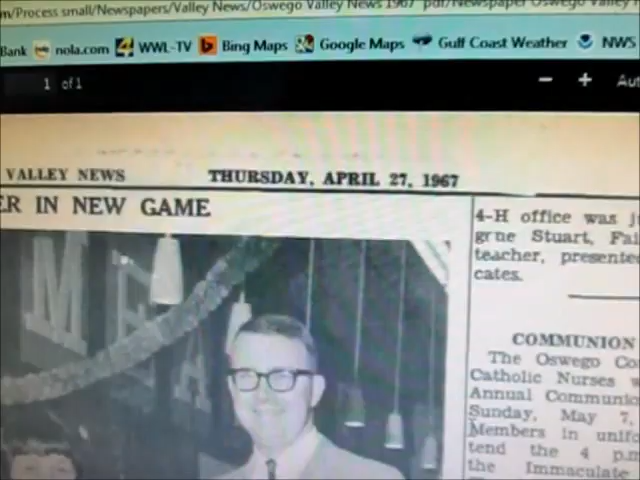 /Process small/Newspapers/Valley News/Oswego Valley News 1967 pdf/Newspaper Oswego Valley
Bank nola.com WWL-TV Bing Maps Google Maps Gulf Coast Weather NWS
1 of 1
VALLEY NEWS THURSDAY, APRIL 27, 1967
ER IN NEW GAME
4-H office was
Stuart,
teacher, presented
cates.
COMMUNION
The Oswego
Catholic Nurses
Annual
Sunday, May 7,
Members in
tend the 4
the Immaculate